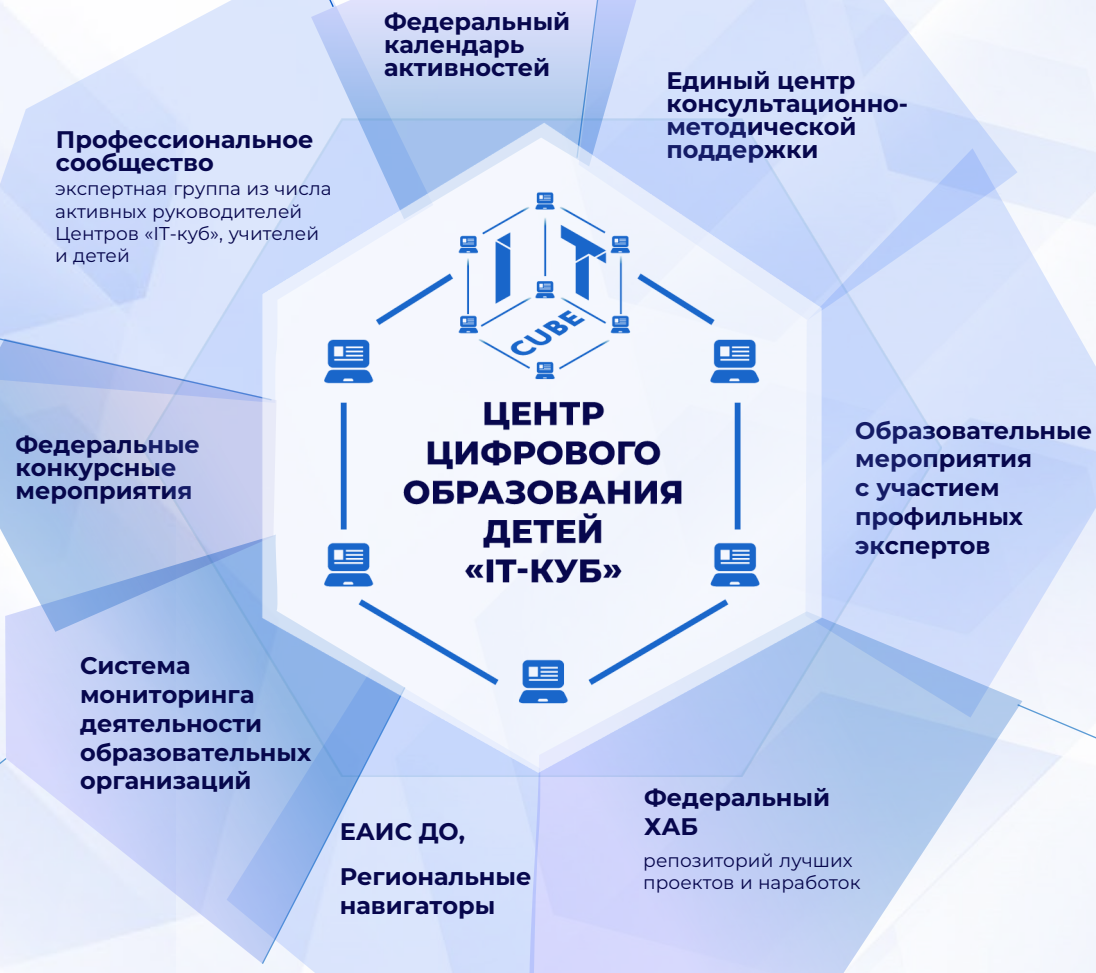 Федеральный
календарь
активностей
Единый центр
консультационно-
методической
поддержки
Профессиональное
сообщество
экспертная группа из числа
активных руководителей
Центров «IT-куб», учителей
и детей
IT
CUBE
ЦЕНТР
ЦИФРОВОГО
ОБРАЗОВАНИЯ
ДЕТЕЙ
«IT-КУБ»
Федеральные
конкурсные
мероприятия
Образовательные
мероприятия
с участием
профильных
экспертов
Система
мониторинга
деятельности
образовательных
организаций
ЕАИС ДО,
Региональные
навигаторы
Федеральный
ХАБ
репозиторий лучших
проектов и наработок